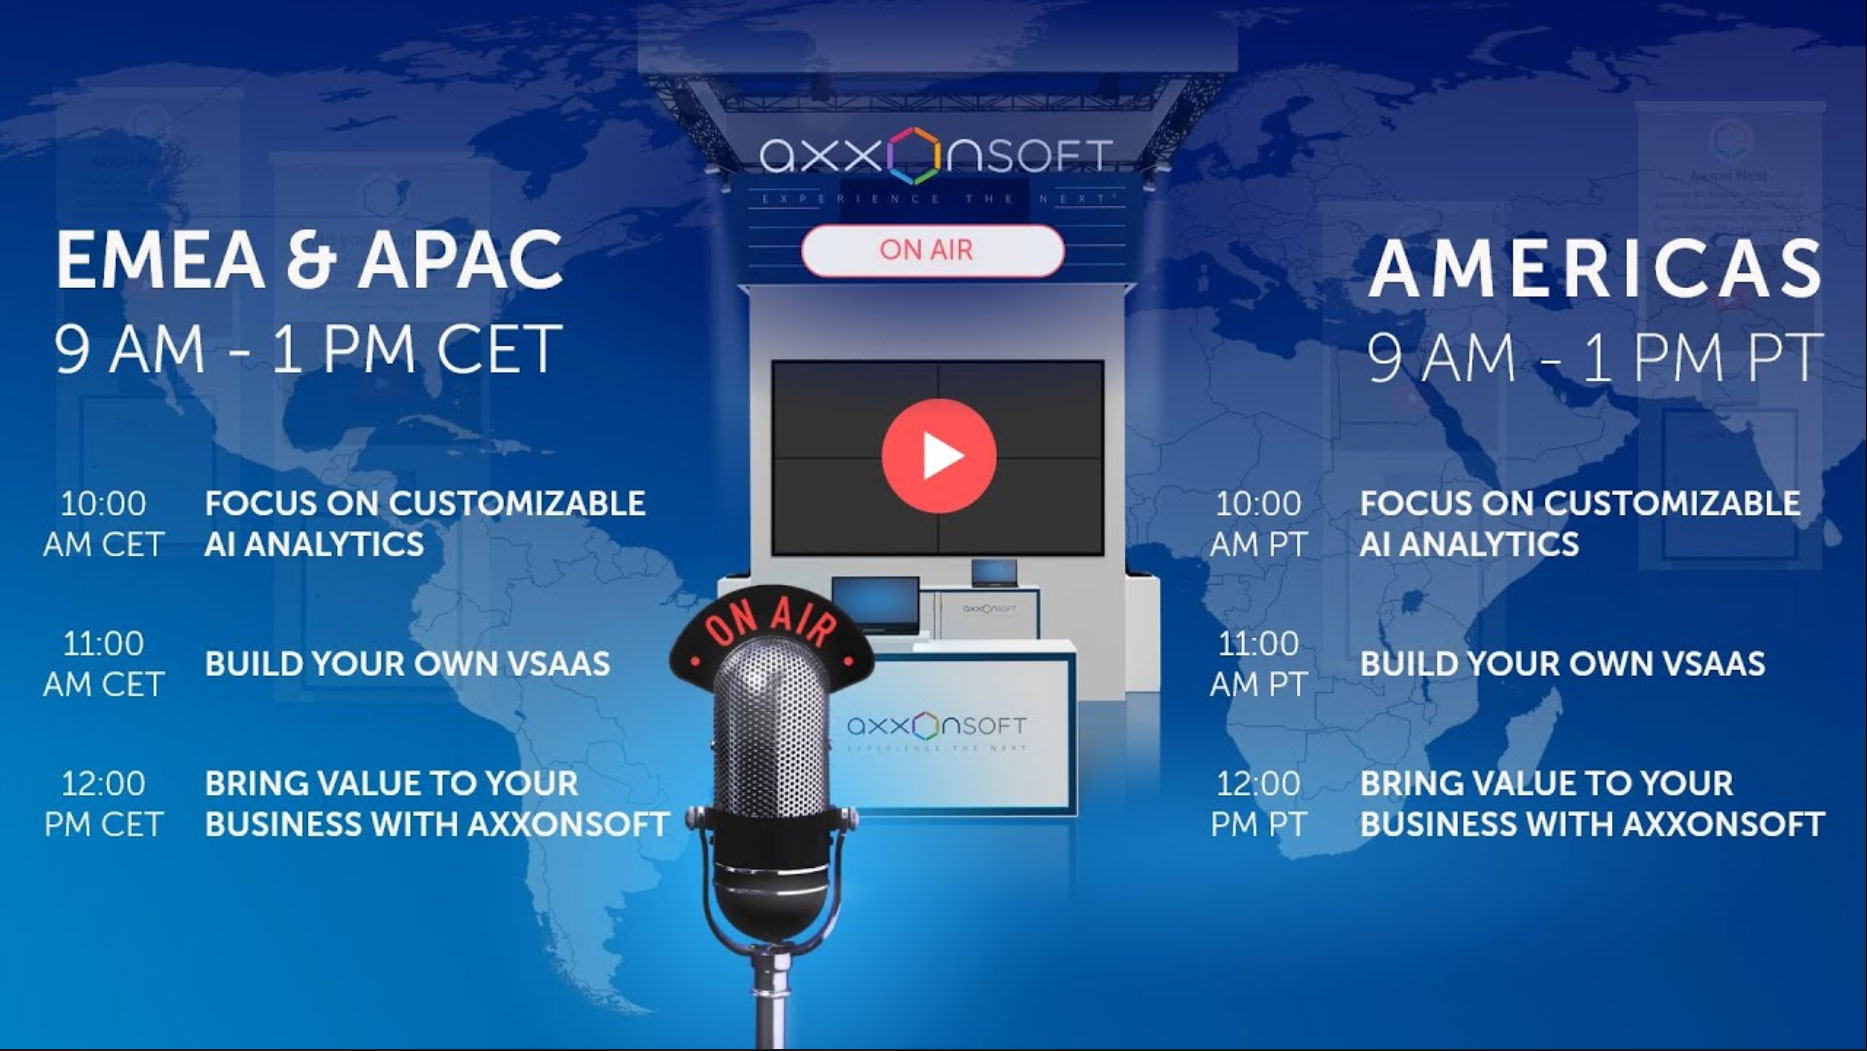 axxonsoft
EXPERIENCE THE NEXT
ON AIR
EMEA & APAC
9 AM - 1 PM CET
10:00
AM CET
FOCUS ON CUSTOMIZABLE
AI ANALYTICS
11:00
AM CET
BUILD YOUR OWN VSAAS
12:00
PM CET
BRING VALUE TO YOUR
BUSINESS WITH AXXONSOFT
AMERICAS
9 AM - 1 PM PT
10:00
AM PT
FOCUS ON CUSTOMIZABLE
AI ANALYTICS
11:00
AM PT
BUILD YOUR OWN VSAAS
12:00
PM PT
BRING VALUE TO YOUR
BUSINESS WITH AXXONSOFT
ON AIR
axxonsoft
axxonsoft
EXPERIENCE THE NEXT
Axxon Next